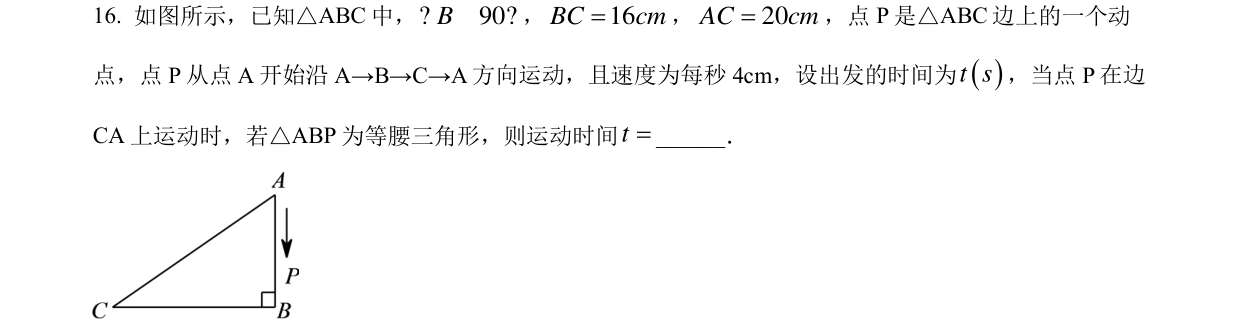 16. 如图所示，已知△ABC 中，? B 90?，BC =16cm，AC = 20cm，点 P 是△ABC 边上的一个动
点，点 P 从点 A 开始沿 A→B→C→A 方向运动，且速度为每秒 4cm，设出发的时间为t(s)，当点 P 在边
CA 上运动时，若△ABP 为等腰三角形，则运动时间 t = ______．
A
P
C
B